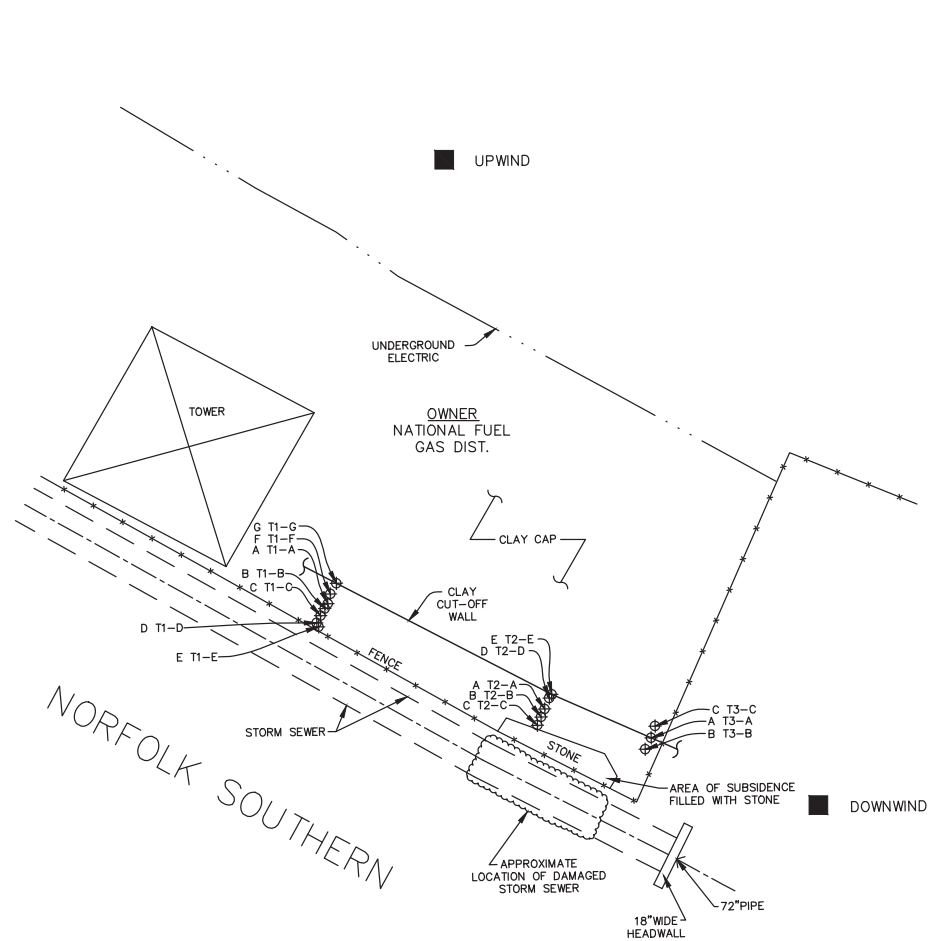 UPWIND
UNDERGROUND
ELECTRIC
TOWER
OWNER
NATIONAL FUEL
GAS DIST.
CLAY CAP
G T1-G
F T1-F
A T1-A
B T1-B
C T1-C
D T1-D
E T1-E
CLAY
CUT-OFF
WALL
FENCE
E T2-E
D T2-D
A T2-A
B T2-B
C T2-C
C T3-C
A T3-A
B T3-B
STORM SEWER
STONE
NORFOLK SOUTHERN
AREA OF SUBSIDENCE
FILLED WITH STONE
DOWNWIND
APPROXIMATE
LOCATION OF DAMAGED
STORM SEWER
72"PIPE
18"WIDE
HEADWALL